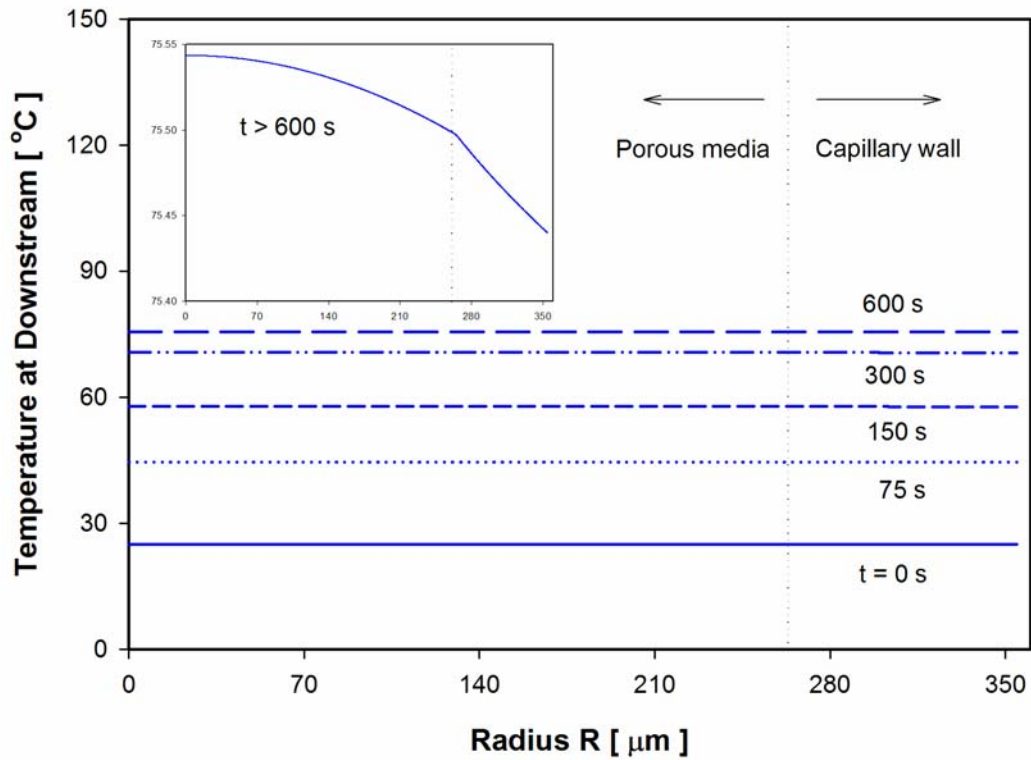 150
120
90
60
30
0
Temperature at Downstream [ °C ]
75.55
75.50
75.45
75.40
t > 600 s
0 70 140 210 280 350
Porous media
Capillary wall
600 s
300 s
150 s
75 s
t = 0 s
0 70 140 210 280 350
Radius R [ μm ]